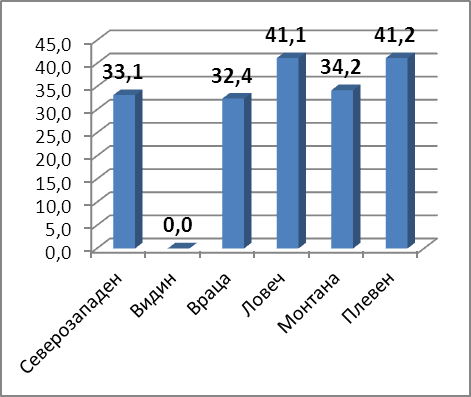 45,0
40,0
35,0
30,0
25,0
20,0
15,0
10,0
5,0
0,0
33,1
0,0
32,4
41,1
34,2
41,2
Северозападен
Видин
Враца
Ловеч
Монтана
Плевен